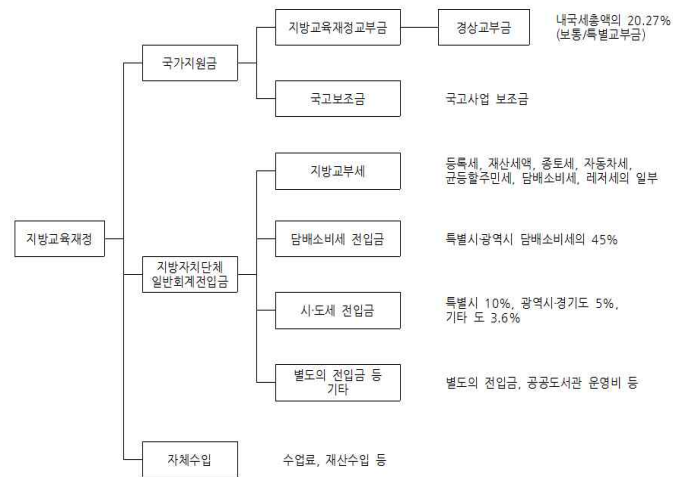 지방교육재정교부금
경상교부금
내국세총액의 20.27%
(보통/특별교부금)
국가지원금
국고보조금
국고사업 보조금
지방교부세
등록세, 재산세액, 종토세, 자동차세,
균등할주민세, 담배소비세, 레저세의 일부
지방교육재정
담배소비세 전입금
특별시·광역시 담배소비세의 45%
지방자치단체
일반회계전입금
시·도세 전입금
특별시 10%, 광역시·경기도 5%,
기타 도 3.6%
별도의 전입금 등
기타
별도의 전입금, 공공도서관 운영비 등
자체수입
수업료, 재산수입 등